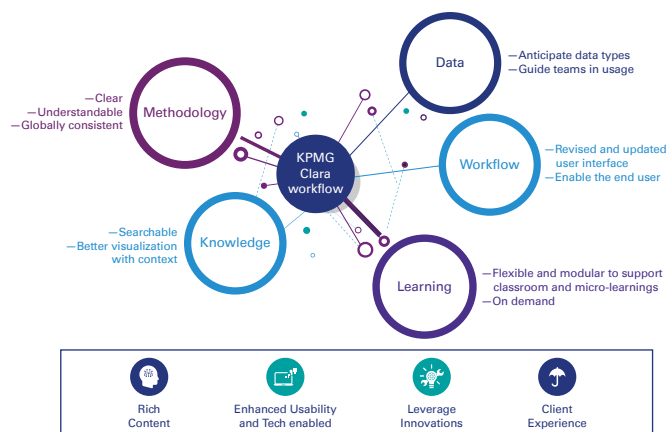 Data
—Anticipate data types
—Guide teams in usage
Methodology
—Clear
—Understandable
—Globally consistent
KPMG
Clara
workflow
Workflow
—Revised and updated
user interface
—Enable the end user
Knowledge
—Searchable
—Better visualization
with context
Learning
—Flexible and modular to support
classroom and micro-learnings
—On demand
Rich
Content
Enhanced Usability
and Tech enabled
Leverage
Innovations
Client
Experience